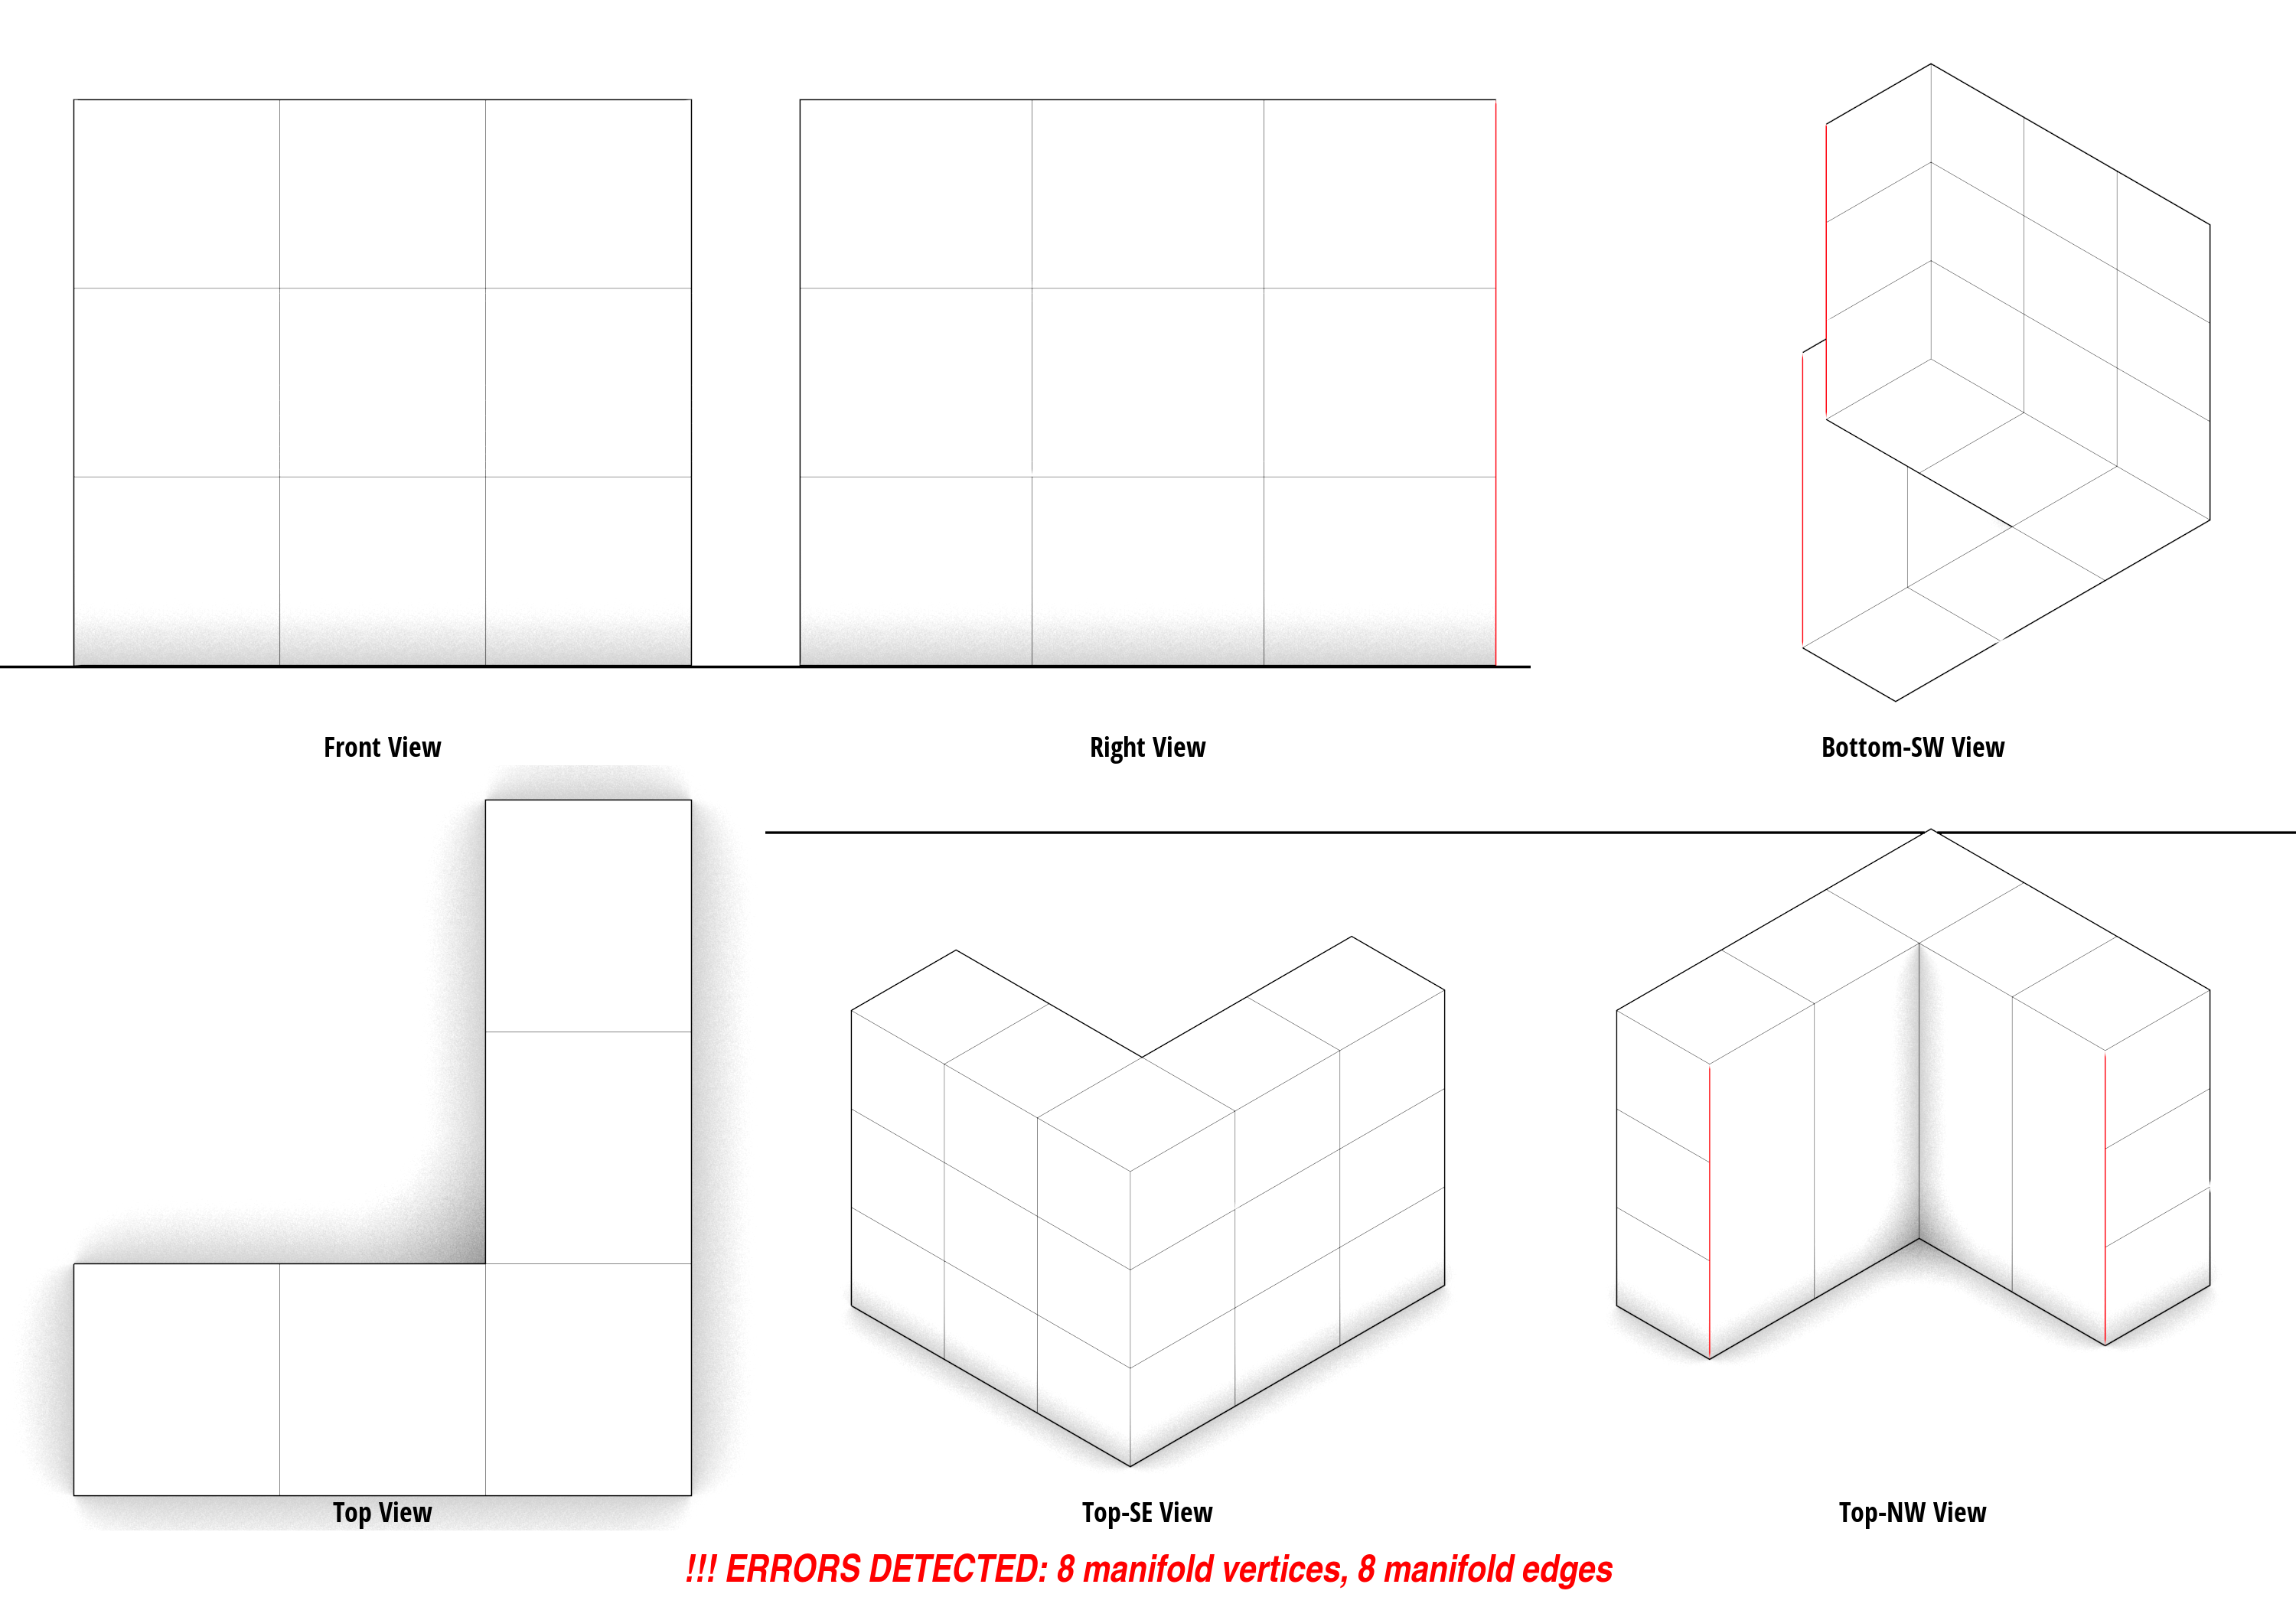 Front View
Right View
Bottom-SW View
Top View
Top-SE View
Top-NW View
!!! ERRORS DETECTED: 8 manifold vertices, 8 manifold edges